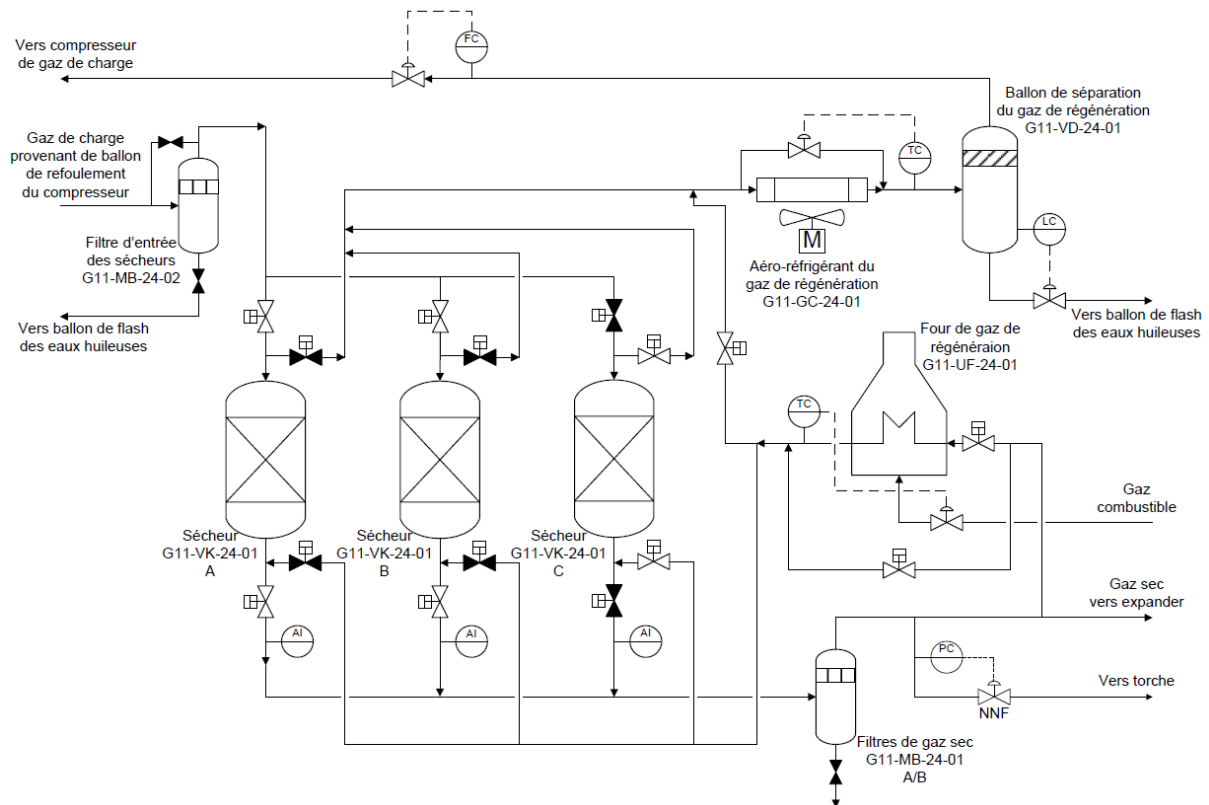 Vers compresseur
de gaz de charge
FC
Ballon de séparation
du gaz de régénération
G11-VD-24-01
Gaz de charge
provenant de ballon
de refoulement
du compresseur
TC
LC
M
Filtre d'entrée
des sécheurs
G11-MB-24-02
Aéro-réfrigérant du
gaz de régénération
G11-GC-24-01
Vers ballon de flash
des eaux huileuses
Vers ballon de flash
des eaux huileuses
Four de gaz de
régénéraion
G11-UF-24-01
TC
Gaz
combustible
Sécheur
G11-VK-24-01
A
Sécheur
G11-VK-24-01
B
Sécheur
G11-VK-24-01
C
Gaz sec
vers expander
AI
AI
AI
PC
Vers torche
NNF
Filtres de gaz sec
G11-MB-24-01
A/B